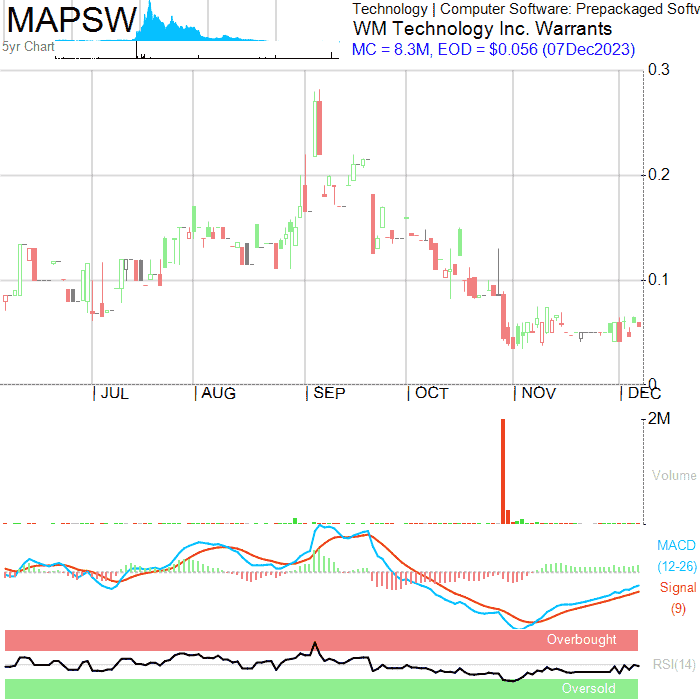 MAPSW
5yr Chart
Technology | Computer Software: Prepackaged Softw
WM Technology Inc. Warrants
MC = 8.3M, EOD = $0.056 (07Dec2023)
0.3
0.2
0.1
0
JUL AUG SEP OCT NOV DEC
2M
Volume
MACD
(12-26)
Signal
(9)
Overbought
RSI(14)
Oversold